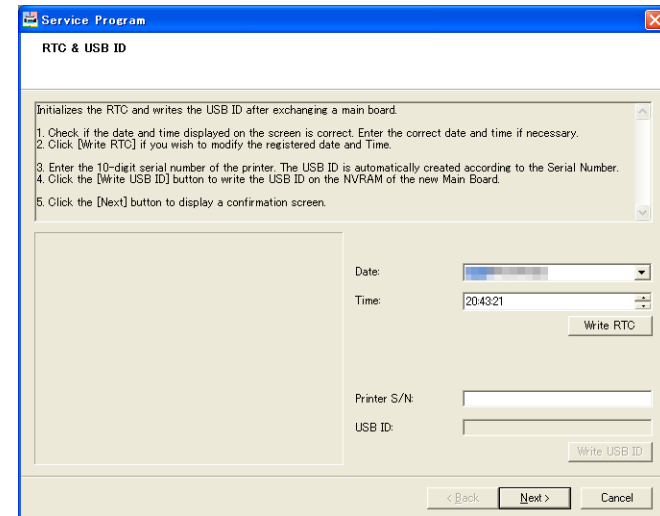 Service Program
RTC & USB ID
Initializes the RTC and writes the USB ID after exchanging a main board.
1. Check if the date and time displayed on the screen is correct. Enter the correct date and time if necessary.
2. Click [Write RTC] if you wish to modify the registered date and Time.
3. Enter the 10-digit serial number of the printer. The USB ID is automatically created according to the Serial Number.
4. Click the [Write USB ID] button to write the USB ID on the NVRAM of the new Main Board.
5. Click the [Next] button to display a confirmation screen.
Date:
Time: 20:43:21
Write RTC
Printer S/N:
USB ID:
Write USB ID
< Back Next > Cancel